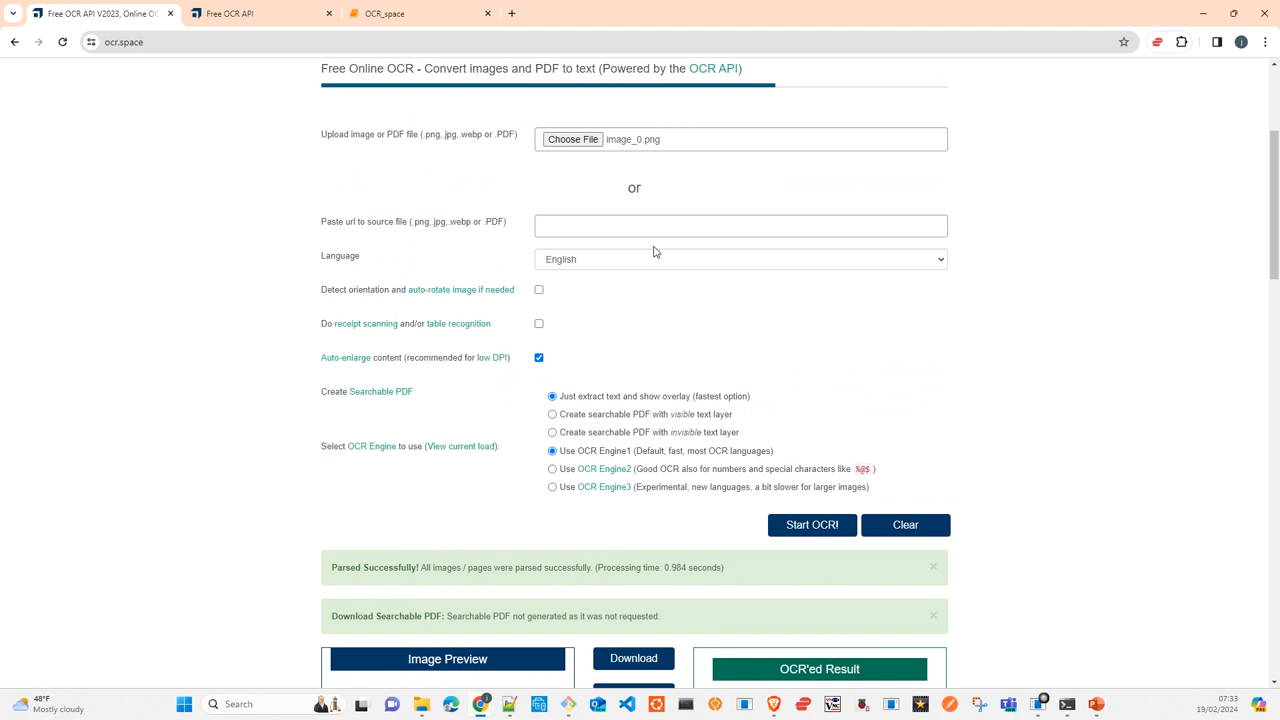 Free OCR API V2023, Online OC
Free OCR API
OCR_space
ocr.space
Free Online OCR - Convert images and PDF to text (Powered by the OCR API)
Upload image or PDF file (.png,.jpg,.webp or .PDF)
Choose File image_0.png
or
Paste url to source file (.png,.jpg,.webp or .PDF)
Language
English
Detect orientation and auto-rotate image if needed
Do receipt scanning and/or table recognition
Auto-enlarge content (recommended for low DPI)
Create Searchable PDF
Just extract text and show overlay (fastest option)
Create searchable PDF with visible text layer
Create searchable PDF with invisible text layer
Select OCR Engine to use (View current load):
Use OCR Engine1 (Default, fast, most OCR languages)
Use OCR Engine2 (Good OCR also for numbers and special characters like %@$ )
Use OCR Engine3 (Experimental, new languages, a bit slower for larger images)
Start OCR!
Clear
Parsed Successfully! All images / pages were parsed successfully. (Processing time: 0.984 seconds)
Download Searchable PDF: Searchable PDF not generated as it was not requested.
Image Preview
Download
OCR'ed Result
48°F
Mostly cloudy
Search
07:33
19/02/2024